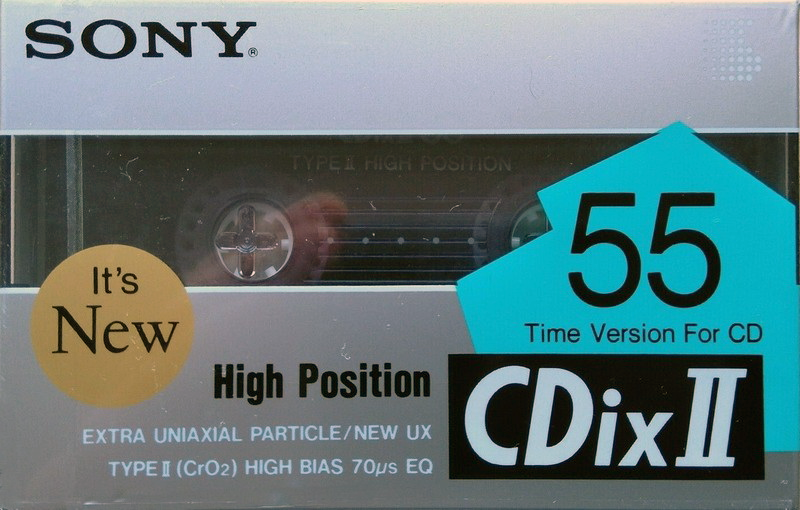 SONY®
TYPE II HIGH POSITION
55
Time Version For CD
It's
New
High Position
CDix II
EXTRA UNIAXIAL PARTICLE/NEW UX
TYPE II (CrO2) HIGH BIAS 70μs EQ